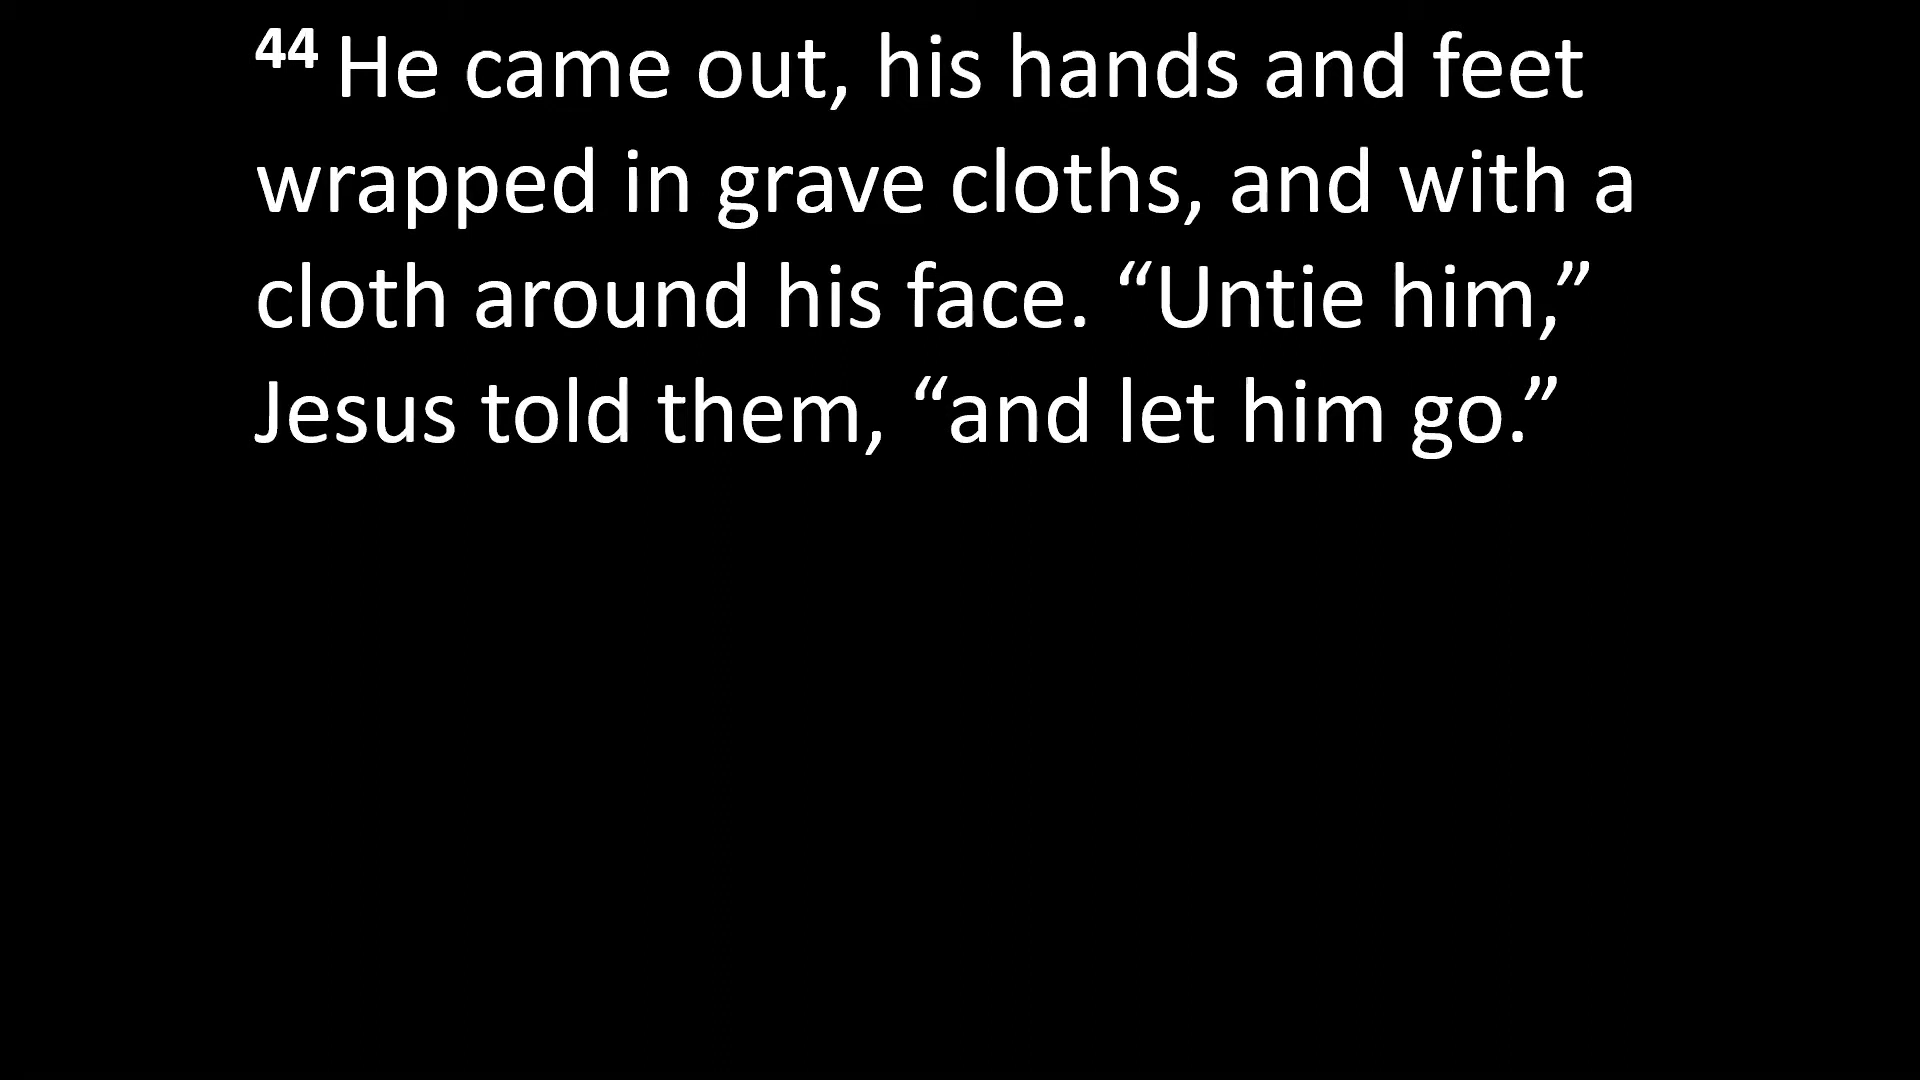 44 He came out, his hands and feet
wrapped in grave cloths, and with a
cloth around his face. “Untie him,”
Jesus told them, “and let him go.”